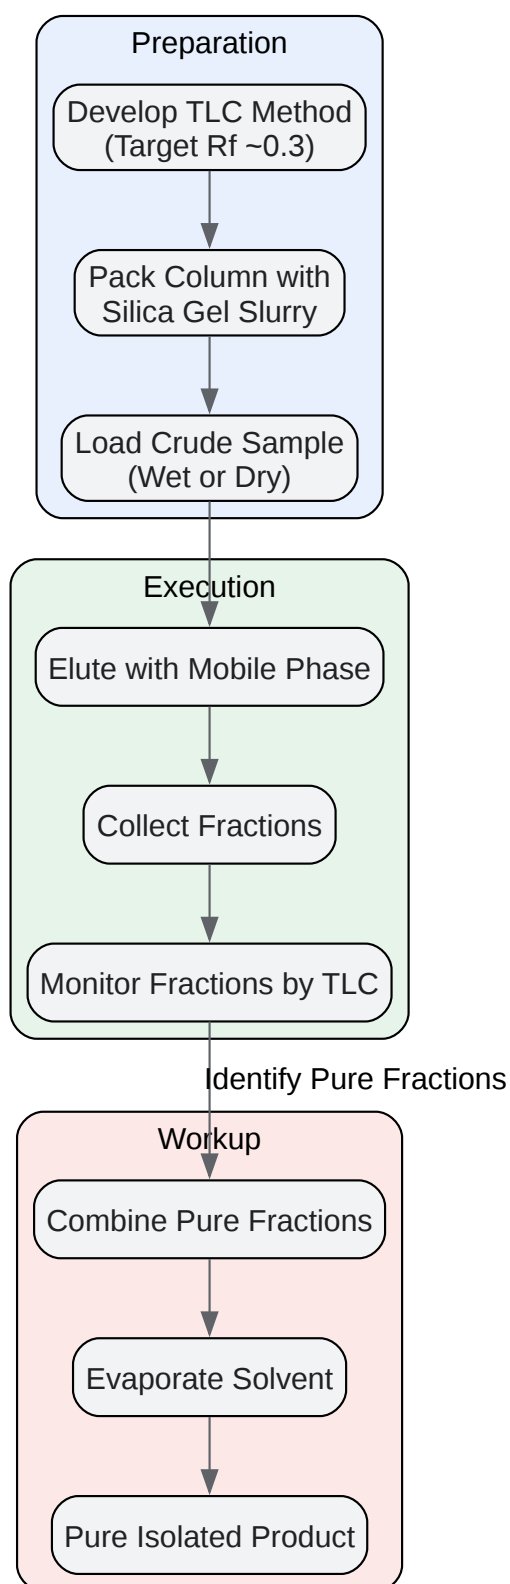 Preparation
Develop TLC Method
(Target Rf ~0.3)
Pack Column with
Silica Gel Slurry
Load Crude Sample
(Wet or Dry)
Execution
Elute with Mobile Phase
Collect Fractions
Monitor Fractions by TLC
Identify Pure Fractions
Workup
Combine Pure Fractions
Evaporate Solvent
Pure Isolated Product